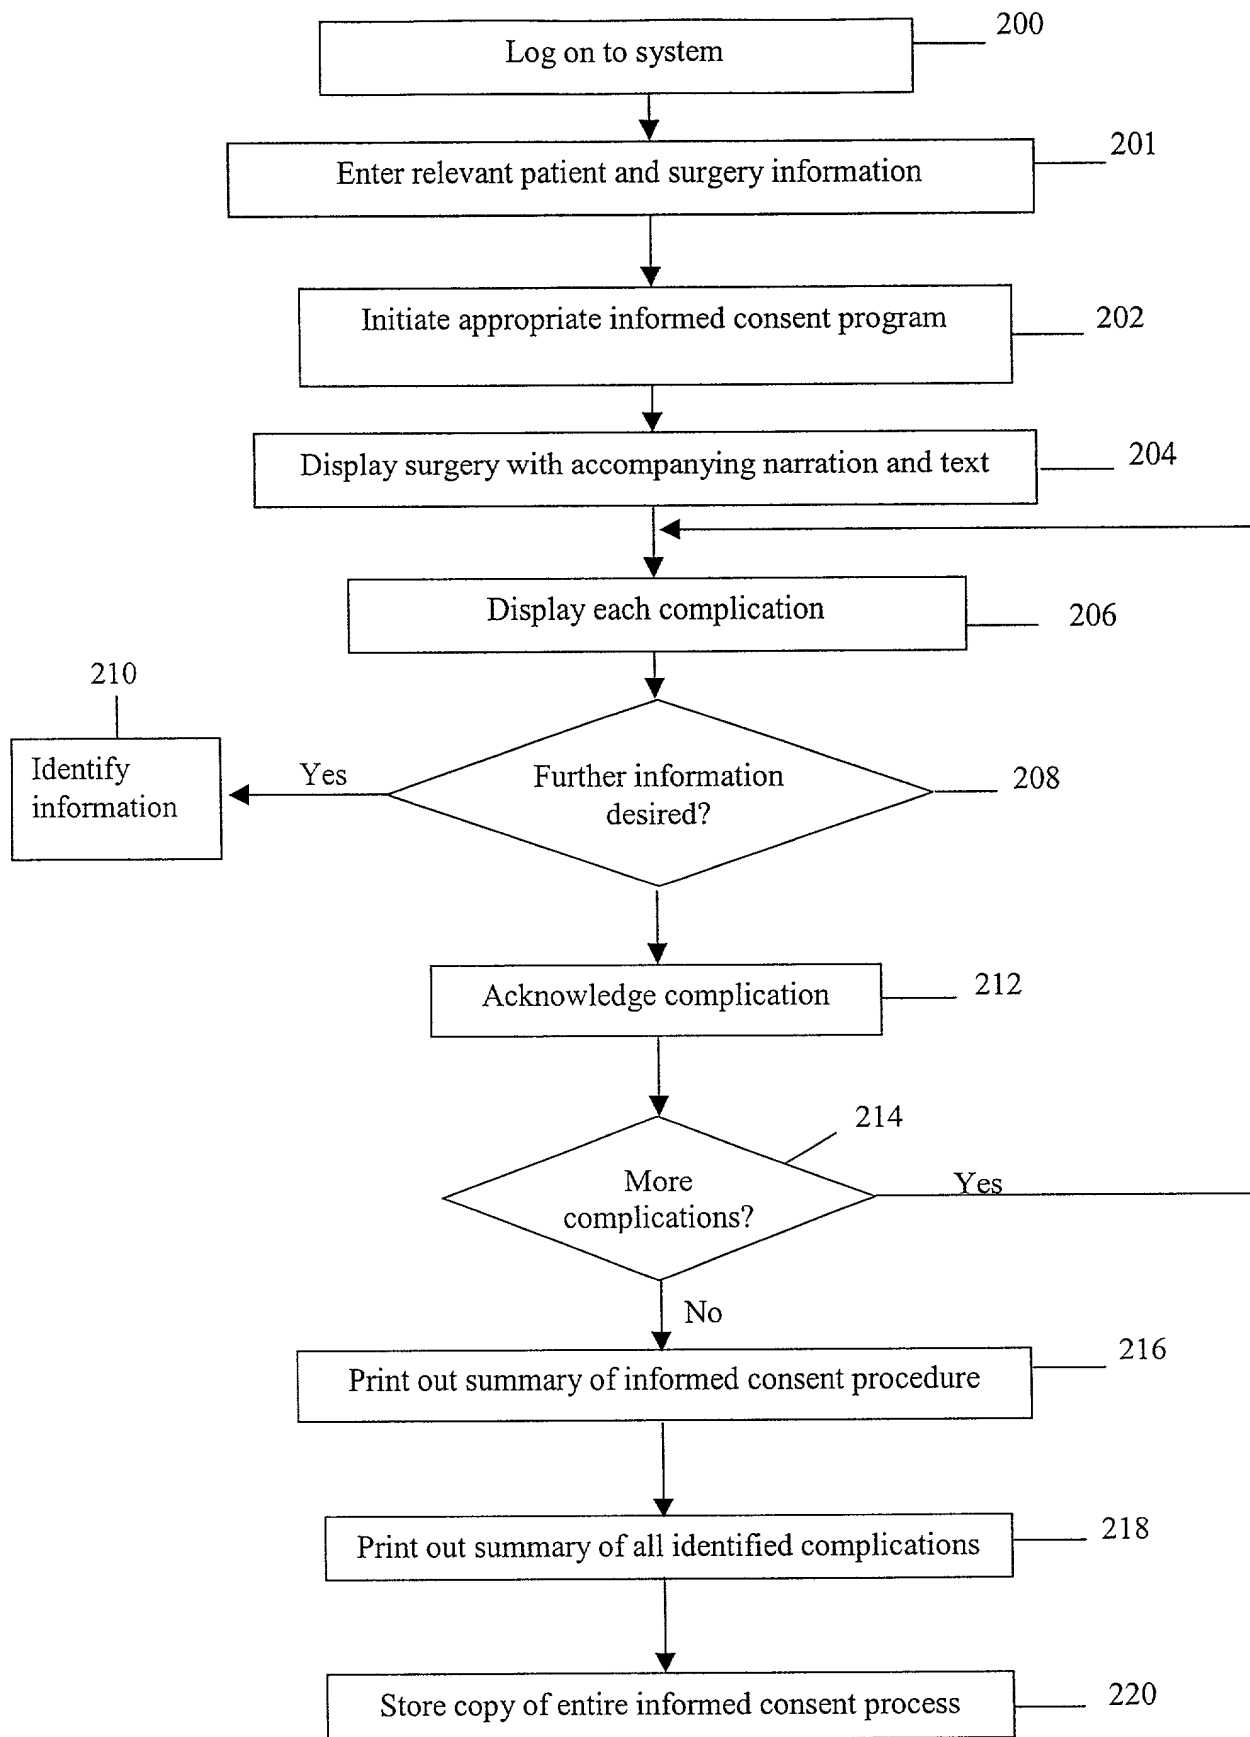 200
Log on to system
201
Enter relevant patient and surgery information
202
Initiate appropriate informed consent program
204
Display surgery with accompanying narration and text
206
Display each complication
210
Identify
information
Yes
Further information
desired?
208
Acknowledge complication
212
214
More
complications?
Yes
No
216
Print out summary of informed consent procedure
218
Print out summary of all identified complications
220
Store copy of entire informed consent process